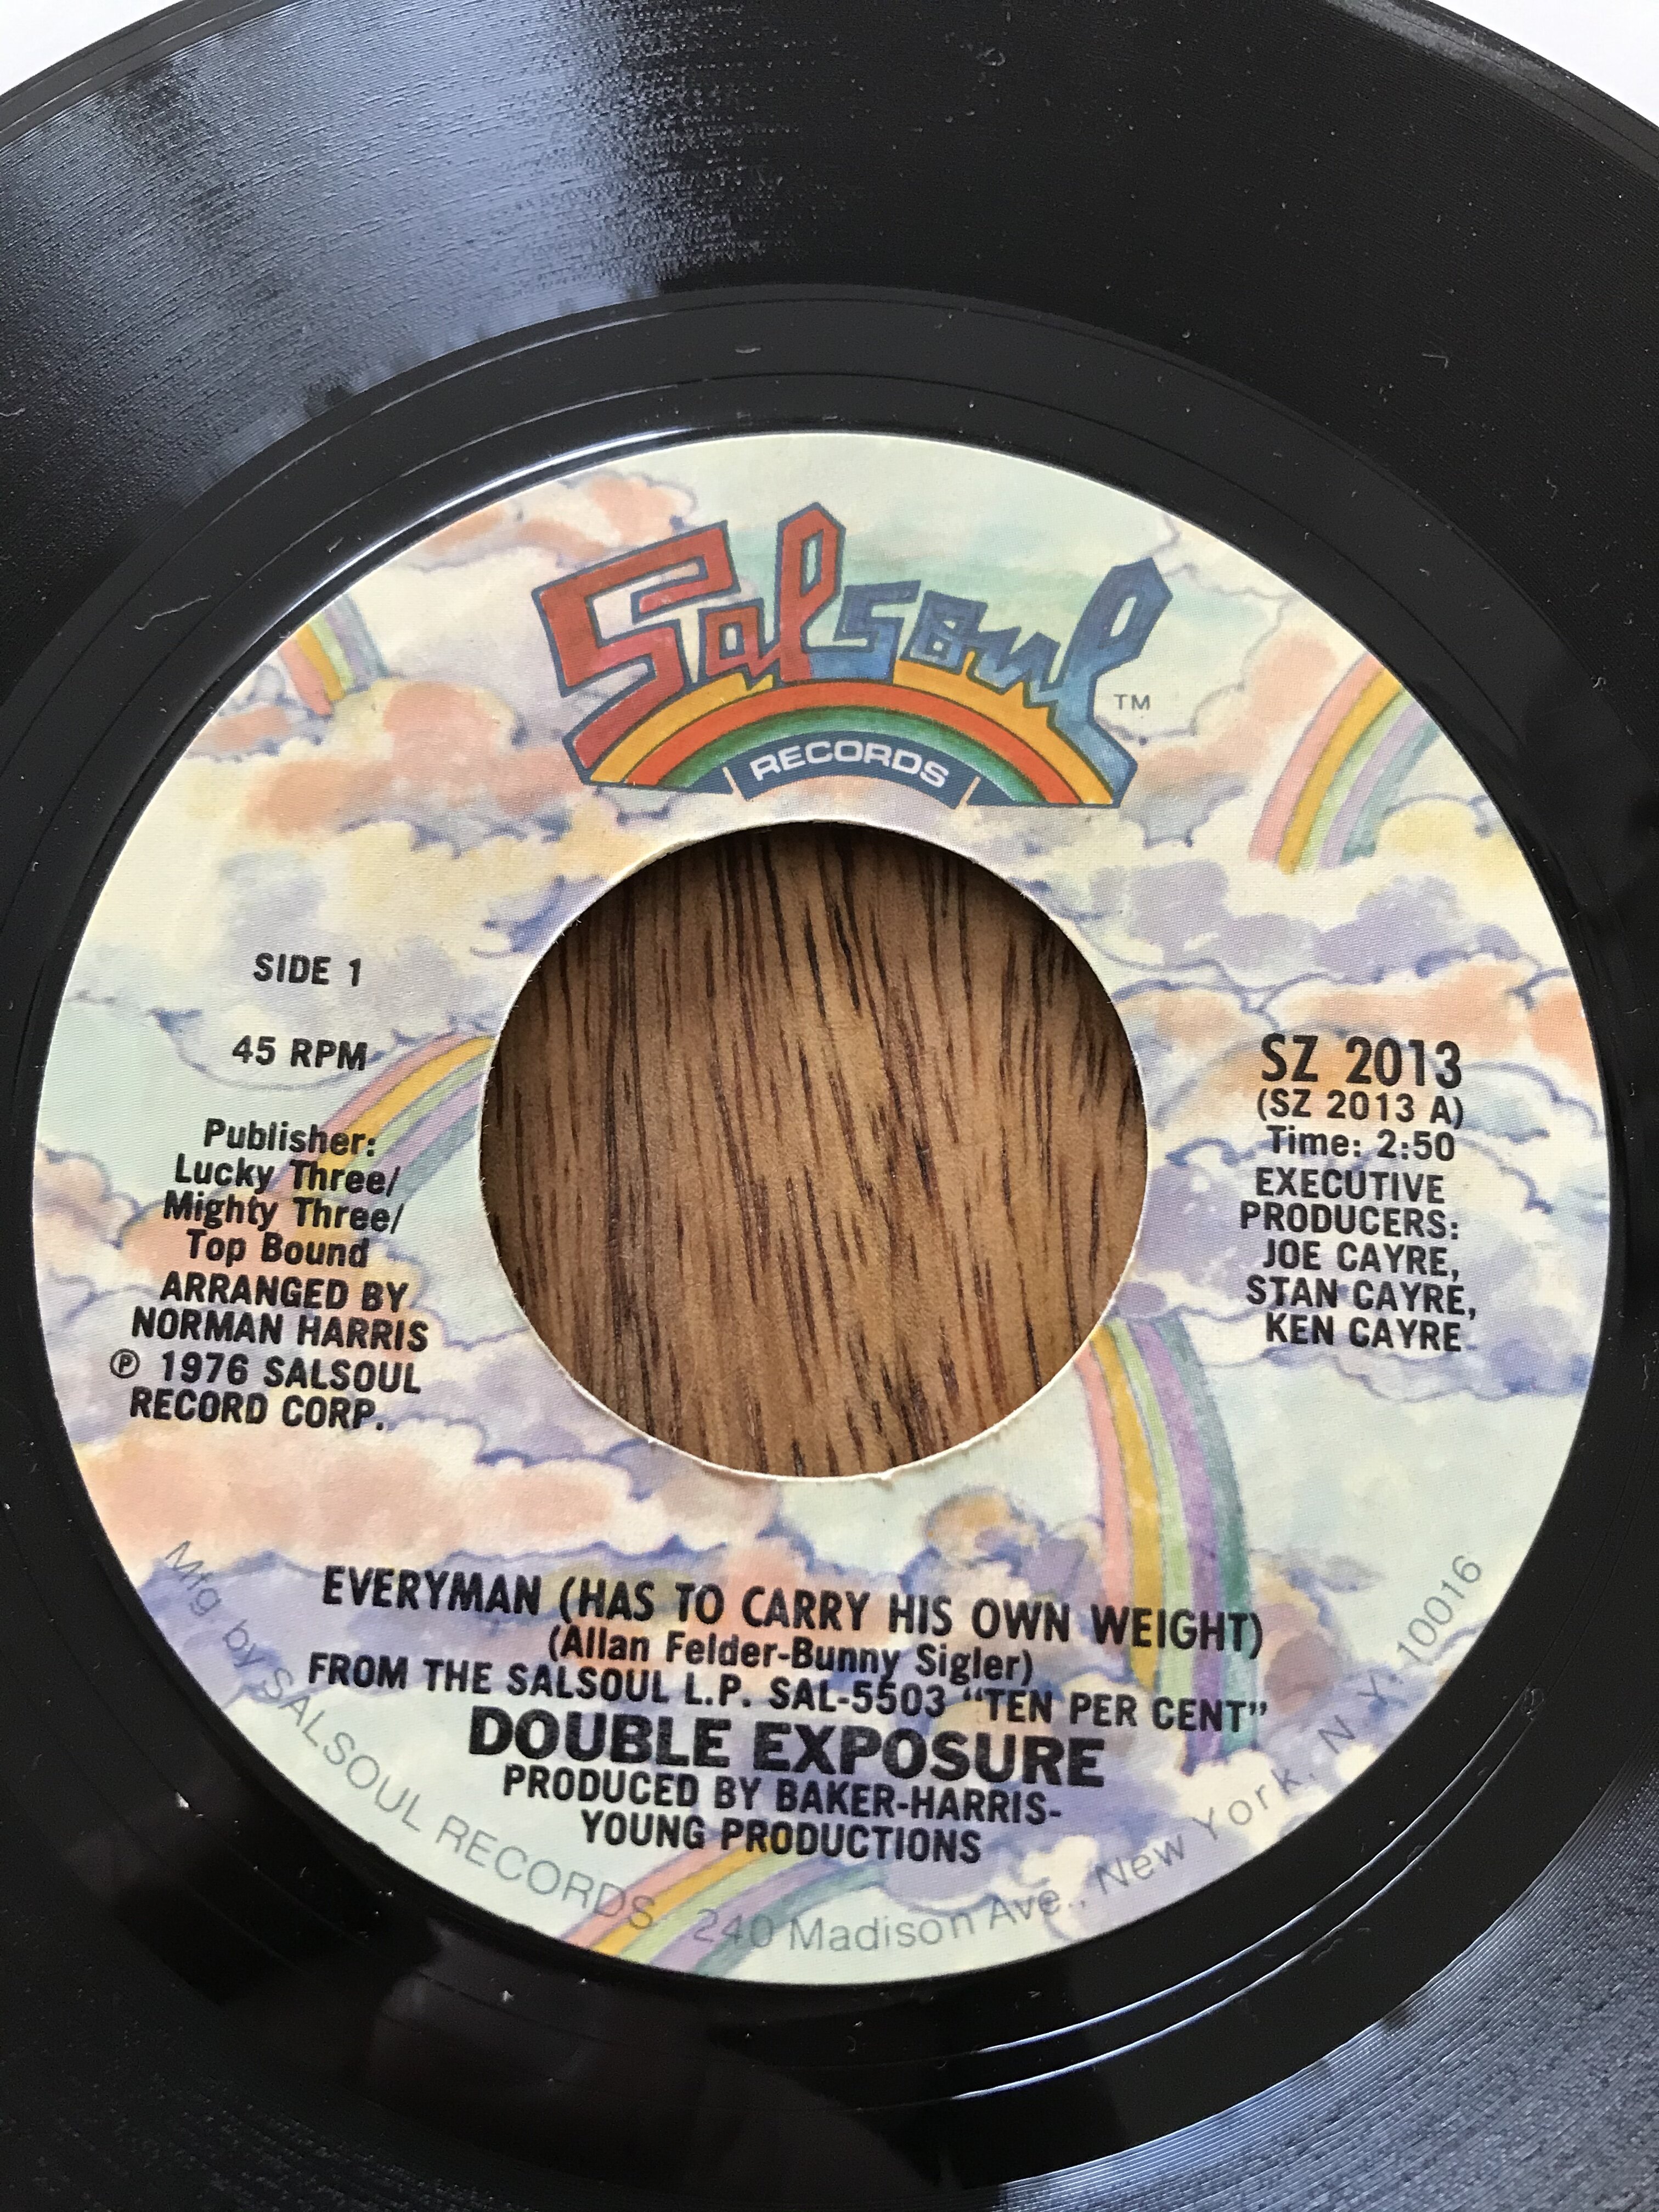 Salsoul
TM
RECORDS
SIDE 1
45 RPM
Publisher:
Lucky Three/
Mighty Three/
Top Bound
ARRANGED BY
NORMAN HARRIS
℗ 1976 SALSOUL
RECORD CORP.
SZ 2013
(SZ 2013 A)
Time: 2:50
EXECUTIVE
PRODUCERS:
JOE CAYRE,
STAN CAYRE,
KEN CAYRE
EVERYMAN (HAS TO CARRY HIS OWN WEIGHT)
(Allan Felder-Bunny Sigler)
FROM THE SALSOUL L.P. SAL-5503 “TEN PER CENT”
DOUBLE EXPOSURE
PRODUCED BY BAKER-HARRIS-
YOUNG PRODUCTIONS
Mfg. by SALSOUL RECORDS 240 Madison Ave., New York, N.Y. 10016